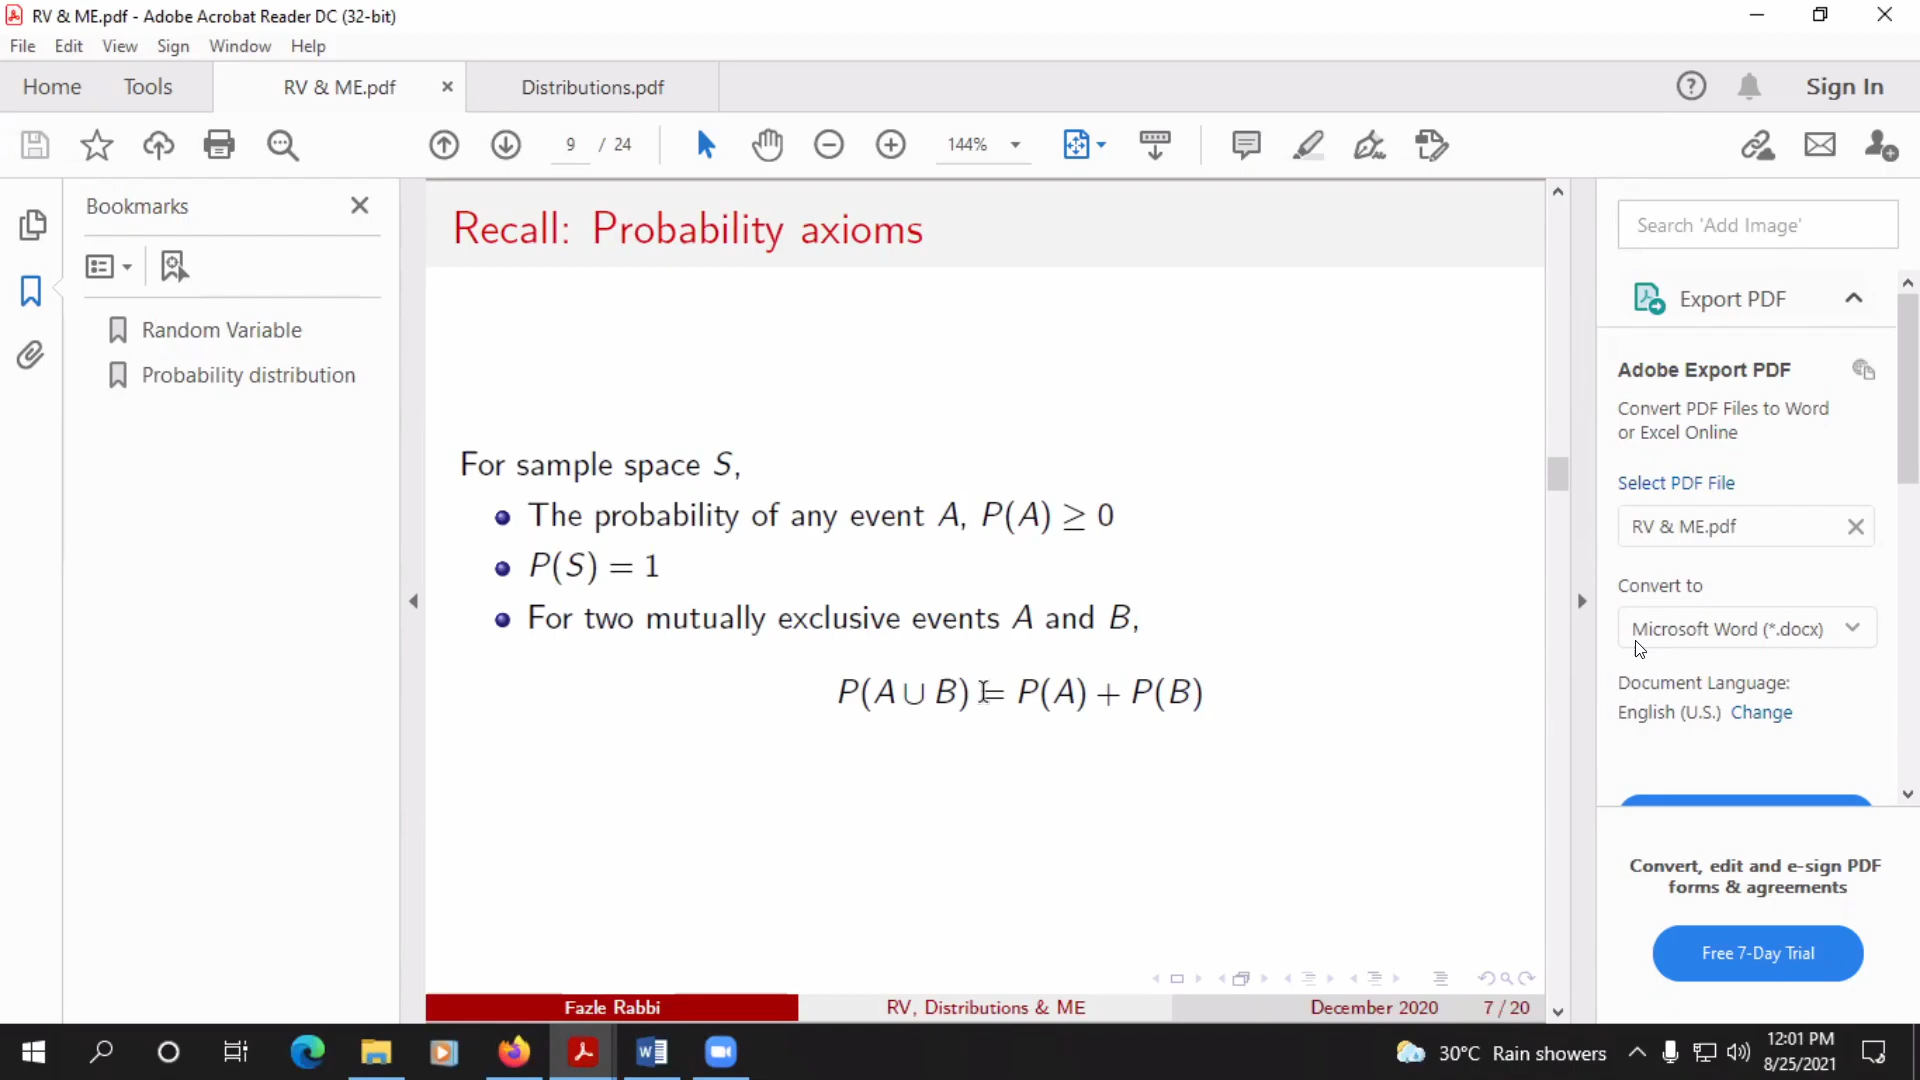 RV & ME.pdf - Adobe Acrobat Reader DC (32-bit)
File Edit View Sign Window Help
Home Tools RV & ME.pdf Distributions.pdf Sign In
9 / 24 144%
Bookmarks
Random Variable
Probability distribution
Recall: Probability axioms
For sample space S,
The probability of any event A, P(A) ≥ 0
P(S) = 1
For two mutually exclusive events A and B,
P(A ∪ B) = P(A) + P(B)
Fazle Rabbi RV, Distributions & ME December 2020 7 / 20
Search 'Add Image'
Export PDF
Adobe Export PDF
Convert PDF Files to Word
or Excel Online
Select PDF File
RV & ME.pdf
Convert to
Microsoft Word (*.docx)
Document Language:
English (U.S.) Change
Convert, edit and e-sign PDF
forms & agreements
Free 7-Day Trial
30°C Rain showers
12:01 PM
8/25/2021